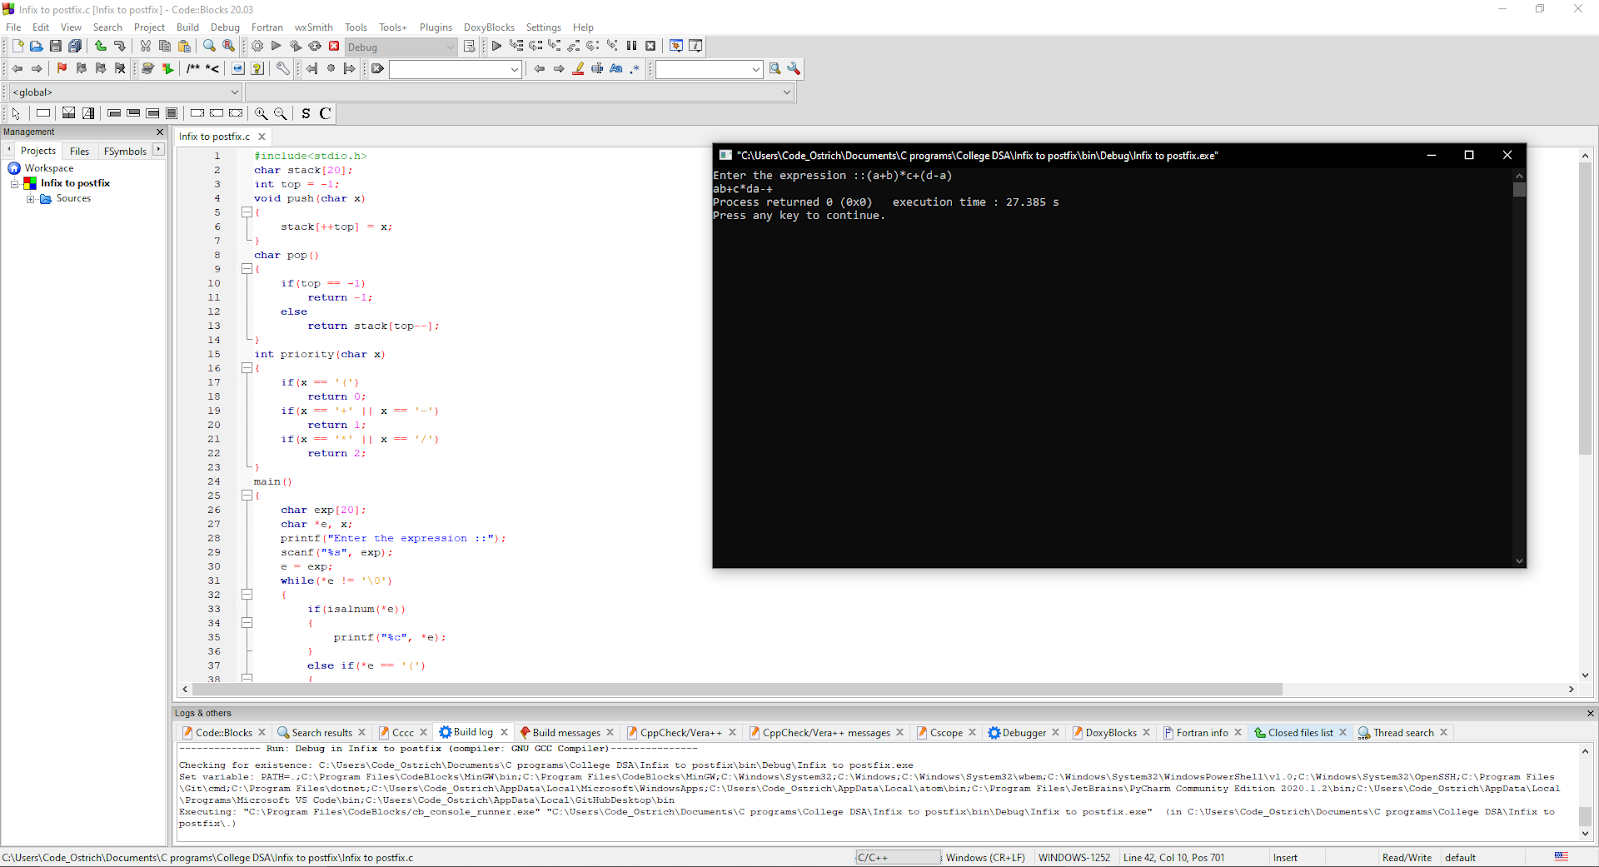 Infix to postfix.c [Infix to postfix] - Code::Blocks 20.03
File Edit View Search Project Build Debug Fortran wxSmith Tools Tools+ Plugins DoxyBlocks Settings Help
Debug
/** *<
<global>
S C
Management
Projects Files FSymbols
Workspace
Infix to postfix
Sources
Infix to postfix.c
1 #include<stdio.h>
2 char stack[20];
3 int top = -1;
4 void push(char x)
5 {
6 stack[++top] = x;
7 }
8 char pop()
9 {
10 if(top == -1)
11 return -1;
12 else
13 return stack[top--];
14 }
15 int priority(char x)
16 {
17 if(x == '(')
18 return 0;
19 if(x == '+' || x == '-')
20 return 1;
21 if(x == '*' || x == '/')
22 return 2;
23 }
24 main()
25 {
26 char exp[20];
27 char *e, x;
28 printf("Enter the expression ::");
29 scanf("%s", exp);
30 e = exp;
31 while(*e != '\0')
32 {
33 if(isalnum(*e))
34 {
35 printf("%c", *e);
36 }
37 else if(*e == '(')
38 {
"C:\Users\Code_Ostrich\Documents\C programs\College DSA\Infix to postfix\bin\Debug\Infix to postfix.exe"
Enter the expression ::(a+b)*c+(d-a)
ab+c*da-+
Process returned 0 (0x0)   execution time : 27.385 s
Press any key to continue.
Logs & others
Code::Blocks Search results Cccc Build log Build messages CppCheck/Vera++ CppCheck/Vera++ messages Cscope Debugger DoxyBlocks Fortran info Closed files list Thread search
-------------- Run: Debug in Infix to postfix (compiler: GNU GCC Compiler)---------------
Checking for existence: C:\Users\Code_Ostrich\Documents\C programs\College DSA\Infix to postfix\bin\Debug\Infix to postfix.exe
Set variable: PATH=.;C:\Program Files\CodeBlocks\MinGW\bin;C:\Program Files\CodeBlocks\MinGW;C:\Windows\System32;C:\Windows;C:\Windows\System32\wbem;C:\Windows\System32\WindowsPowerShell\v1.0;C:\Windows\System32\OpenSSH;C:\Program Files
\Git\cmd;C:\Program Files\dotnet;C:\Users\Code_Ostrich\AppData\Local\Microsoft\WindowsApps;C:\Users\Code_Ostrich\AppData\Local\atom\bin;C:\Program Files\JetBrains\PyCharm Community Edition 2020.1.2\bin;C:\Users\Code_Ostrich\AppData\Local
\Programs\Microsoft VS Code\bin;C:\Users\Code_Ostrich\AppData\Local\GitHubDesktop\bin
Executing: "C:\Program Files\CodeBlocks/cb_console_runner.exe" "C:\Users\Code_Ostrich\Documents\C programs\College DSA\Infix to postfix\bin\Debug\Infix to postfix.exe"  (in C:\Users\Code_Ostrich\Documents\C programs\College DSA\Infix to
postfix\.)
C:\Users\Code_Ostrich\Documents\C programs\College DSA\Infix to postfix\Infix to postfix.c C/C++ Windows (CR+LF) WINDOWS-1252 Line 42, Col 10, Pos 701 Insert Read/Write default